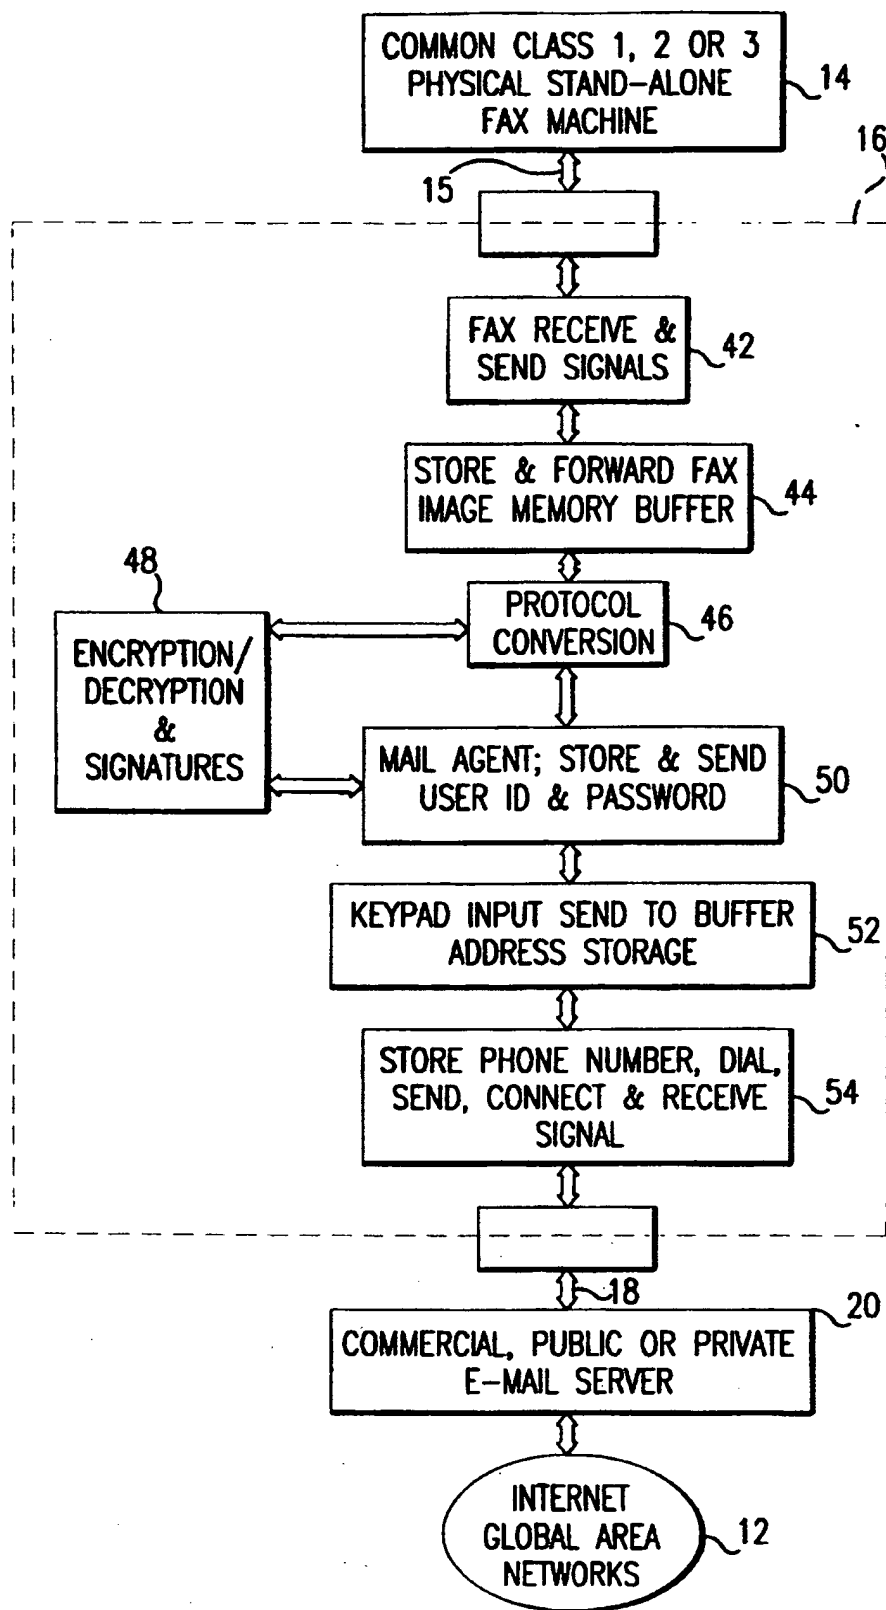 COMMON CLASS 1, 2 OR 3
PHYSICAL STAND-ALONE
FAX MACHINE
14
16
15
FAX RECEIVE &
SEND SIGNALS
42
STORE & FORWARD FAX
IMAGE MEMORY BUFFER
44
48
PROTOCOL
CONVERSION
46
ENCRYPTION/
DECRYPTION
&
SIGNATURES
MAIL AGENT; STORE & SEND
USER ID & PASSWORD
50
KEYPAD INPUT SEND TO BUFFER
ADDRESS STORAGE
52
STORE PHONE NUMBER, DIAL,
SEND, CONNECT & RECEIVE
SIGNAL
54
18
20
COMMERCIAL, PUBLIC OR PRIVATE
E-MAIL SERVER
INTERNET
GLOBAL AREA
NETWORKS
12